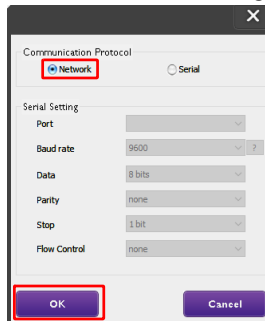 Communication Protocol
Network Serial
Serial Setting
Port
Baud rate 9600 ?
Data 8 bits
Parity none
Stop 1 bit
Flow Control none
OK Cancel